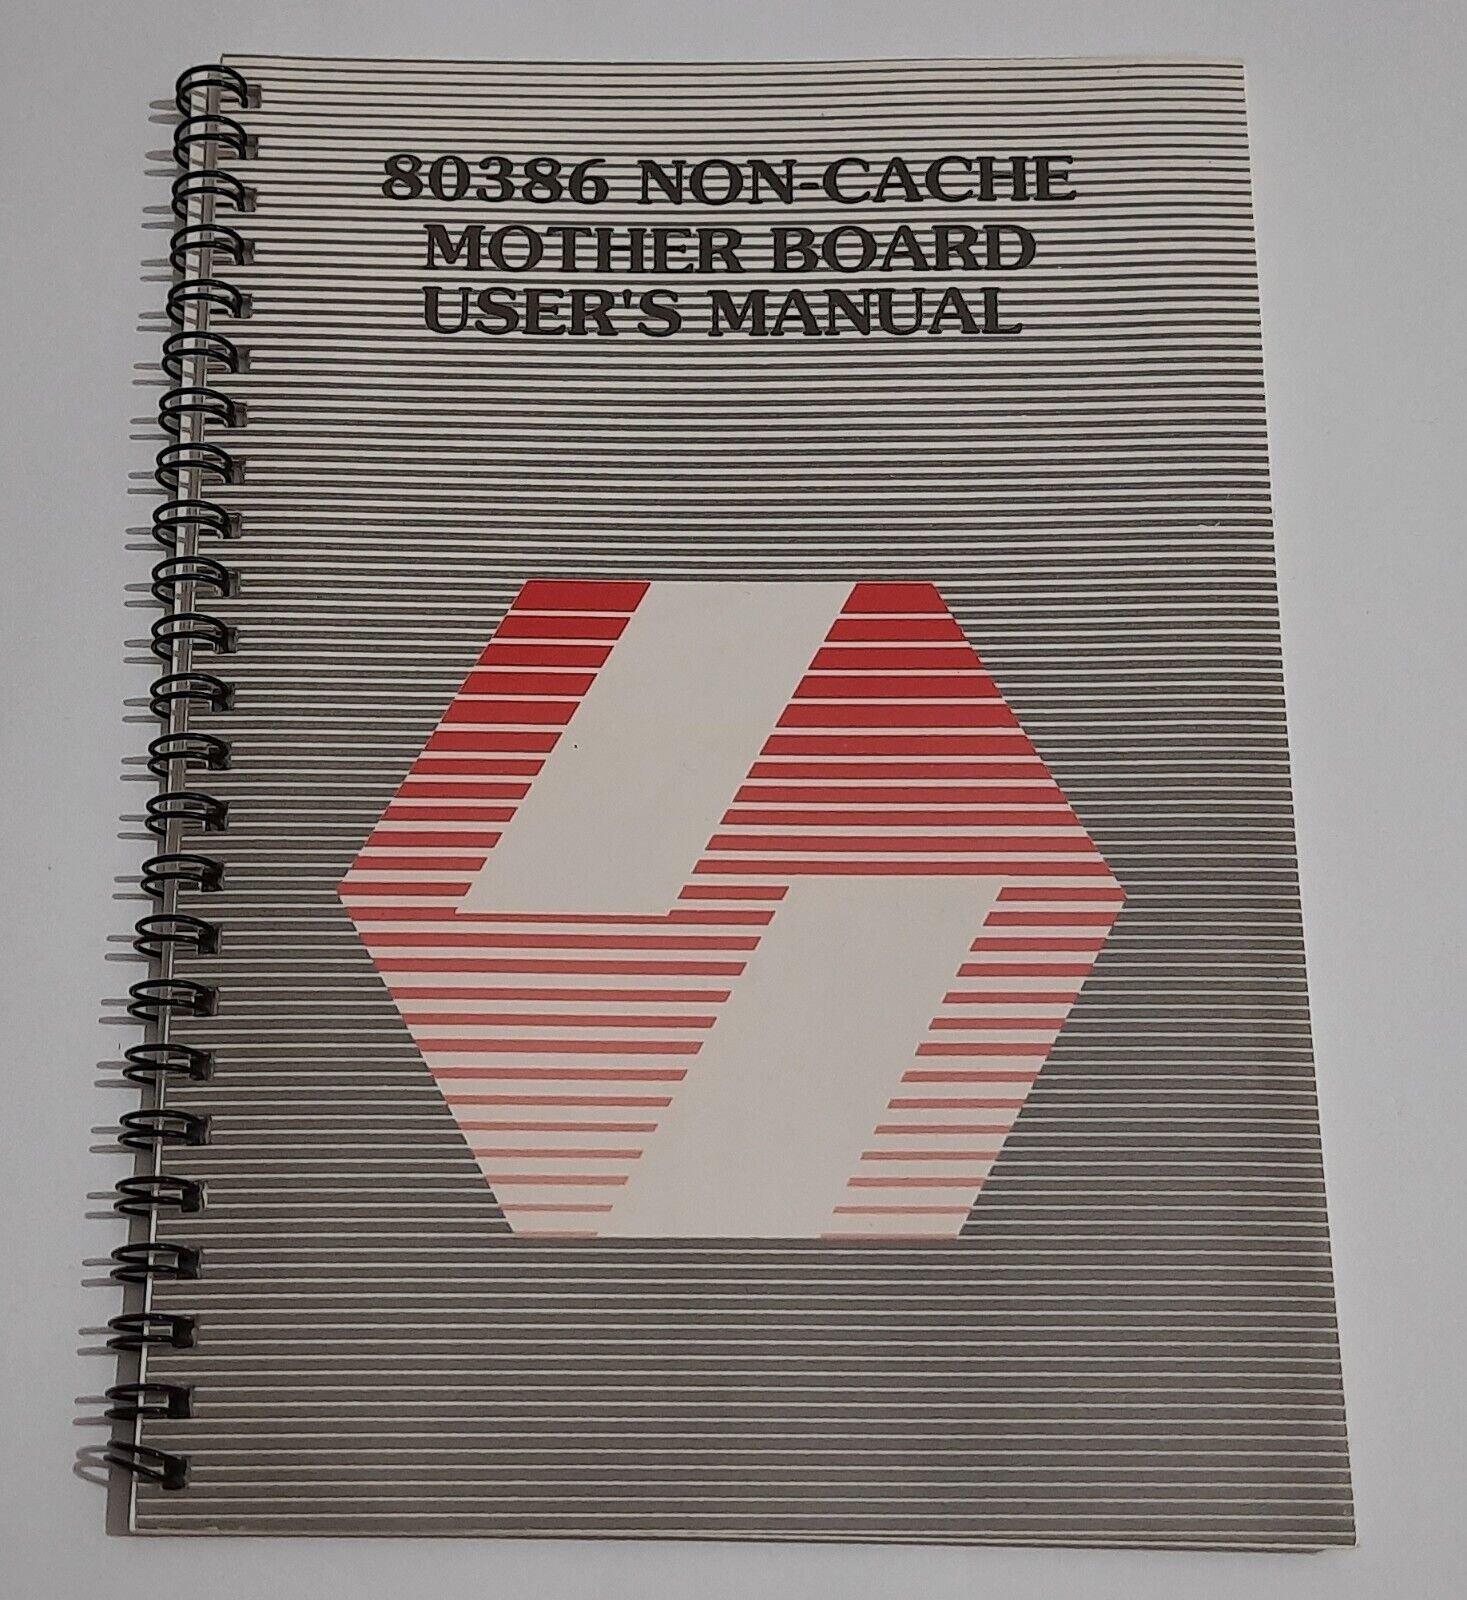 80386 NON-CACHE
MOTHER BOARD
USER'S MANUAL